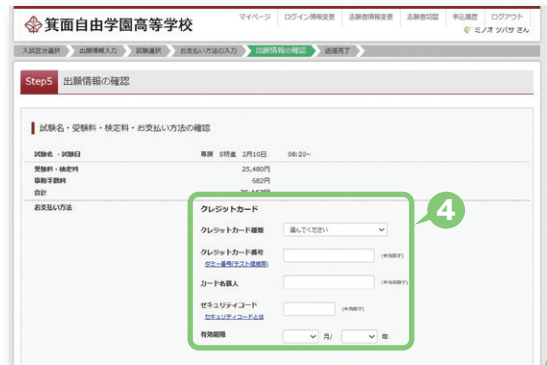 箕面自由学園高等学校
マイページ ログイン情報変更 志願者情報変更 志願者切替 申込履歴 ログアウト
ミノオ ツバサ さん
入試区分選択 出願情報入力 試験選択 お支払い方法の入力 出願情報の確認 送信完了
Step5 出願情報の確認
試験名・受験料・検定料・お支払い方法の確認
試験名 ・試験日 専願 S特進 2月10日 08:20~
受験料・検定料 25,480円
事務手数料 682円
合計
お支払い方法 クレジットカード
4
クレジットカード種類 選んでください
クレジットカード番号 (半角数字)
ダミー番号(テスト環境用)
カード名義人 (半角英数字)
セキュリティコード (半角数字)
セキュリティコードとは
有効期限 月/ 年